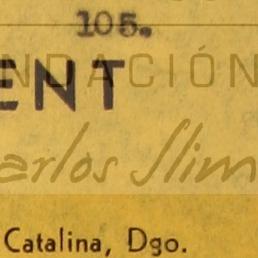 105.
NDACIÓN
ENT
arlos Slim
Catalina, Dgo.